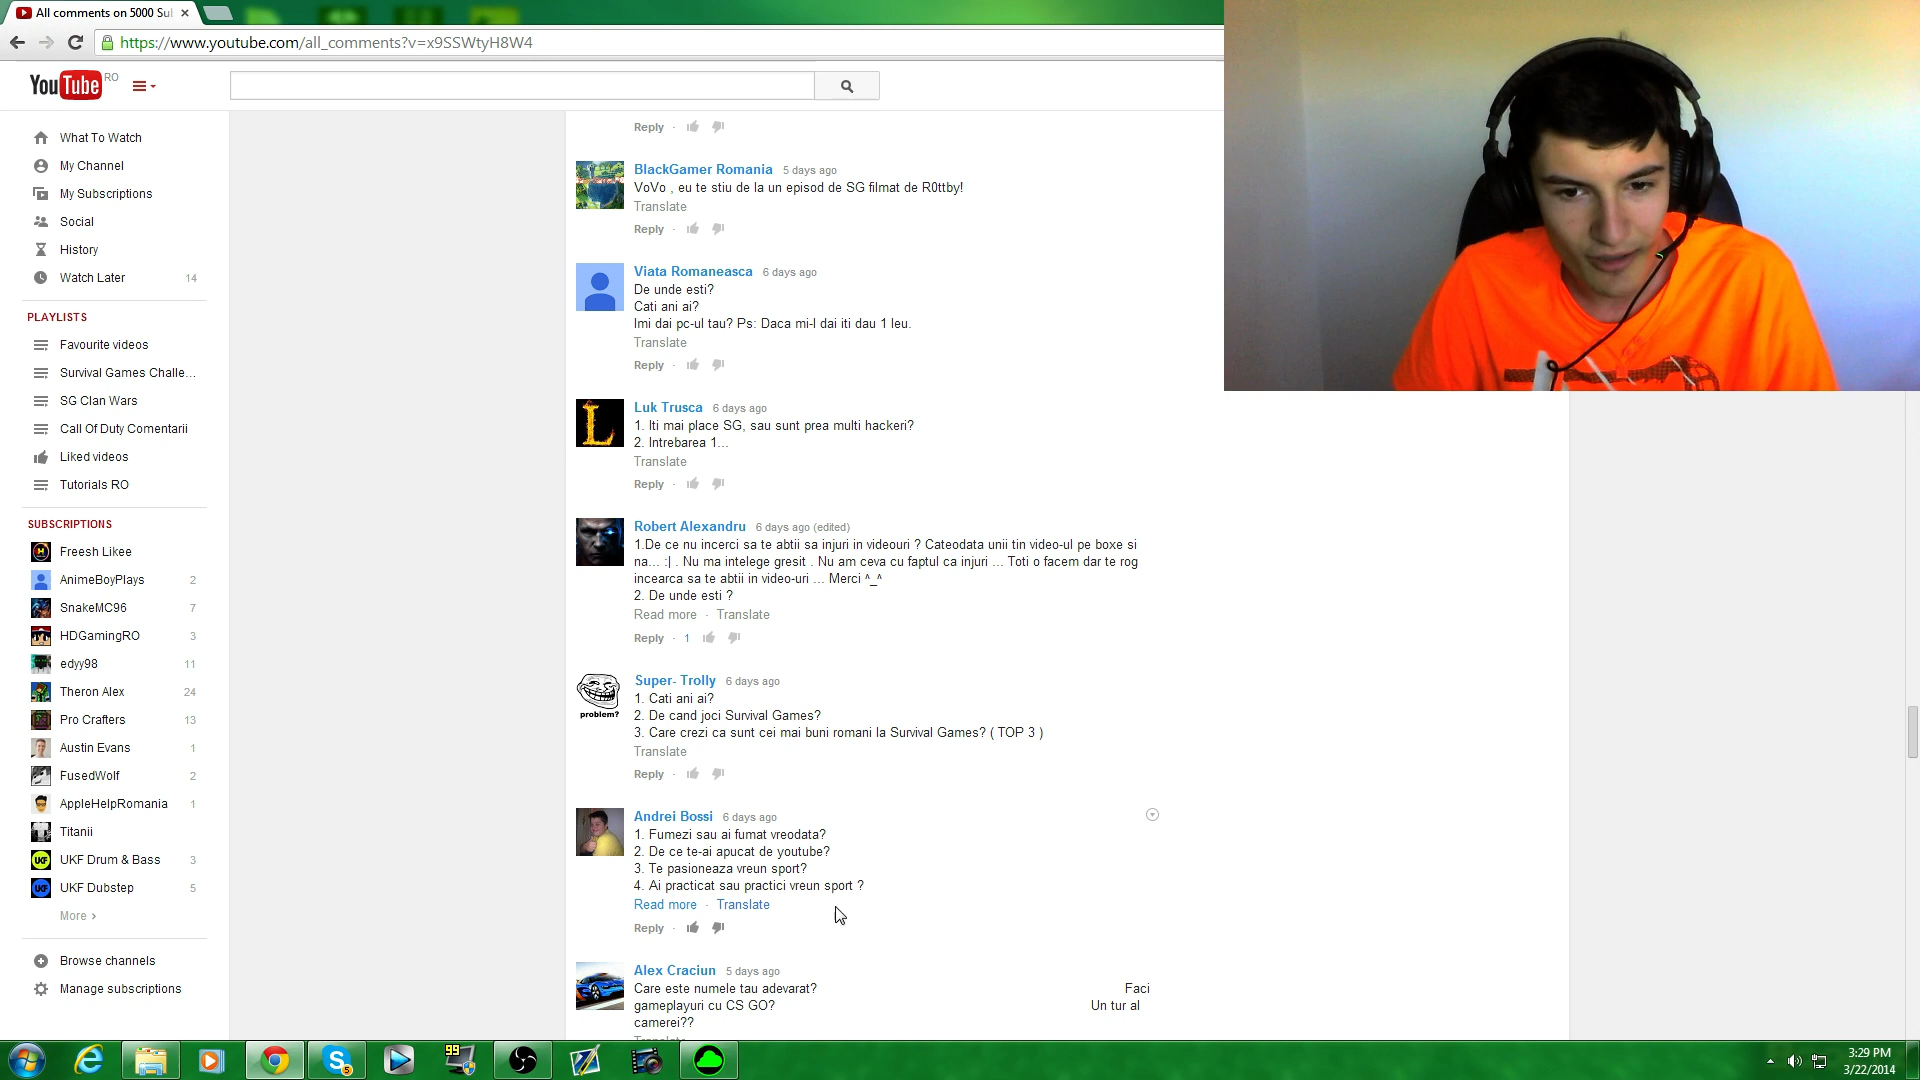 All comments on 5000 Sul
https://www.youtube.com/all_comments?v=x9SSWtyH8W4
YouTube RO
What To Watch
My Channel
My Subscriptions
Social
History
Watch Later 14
PLAYLISTS
Favourite videos
Survival Games Challe...
SG Clan Wars
Call Of Duty Comentarii
Liked videos
Tutorials RO
SUBSCRIPTIONS
Freesh Likee
AnimeBoyPlays 2
SnakeMC96 7
HDGamingRO 3
edyy98 11
Theron Alex 24
Pro Crafters 13
Austin Evans 1
FusedWolf 2
AppleHelpRomania 1
Titanii
UKF Drum & Bass 3
UKF Dubstep 5
More ›
Browse channels
Manage subscriptions
Reply ·
BlackGamer Romania 5 days ago
VoVo , eu te stiu de la un episod de SG filmat de R0ttby!
Translate
Reply ·
Viata Romaneasca 6 days ago
De unde esti?
Cati ani ai?
Imi dai pc-ul tau? Ps: Daca mi-l dai iti dau 1 leu.
Translate
Reply ·
L
Luk Trusca 6 days ago
1. Iti mai place SG, sau sunt prea multi hackeri?
2. Intrebarea 1...
Translate
Reply ·
Robert Alexandru 6 days ago (edited)
1.De ce nu incerci sa te abtii sa injuri in videouri ? Cateodata unii tin video-ul pe boxe si
na... :| . Nu ma intelege gresit . Nu am ceva cu faptul ca injuri ... Toti o facem dar te rog
incearca sa te abtii in video-uri ... Merci ^_^
2. De unde esti ?
Read more · Translate
Reply · 1
problem?
Super- Trolly 6 days ago
1. Cati ani ai?
2. De cand joci Survival Games?
3. Care crezi ca sunt cei mai buni romani la Survival Games? ( TOP 3 )
Translate
Reply ·
Andrei Bossi 6 days ago
1. Fumezi sau ai fumat vreodata?
2. De ce te-ai apucat de youtube?
3. Te pasioneaza vreun sport?
4. Ai practicat sau practici vreun sport ?
Read more · Translate
Reply ·
Alex Craciun 5 days ago
Care este numele tau adevarat? Faci
gameplayuri cu CS GO? Un tur al
camerei??
Translate
99
5
3:29 PM
3/22/2014